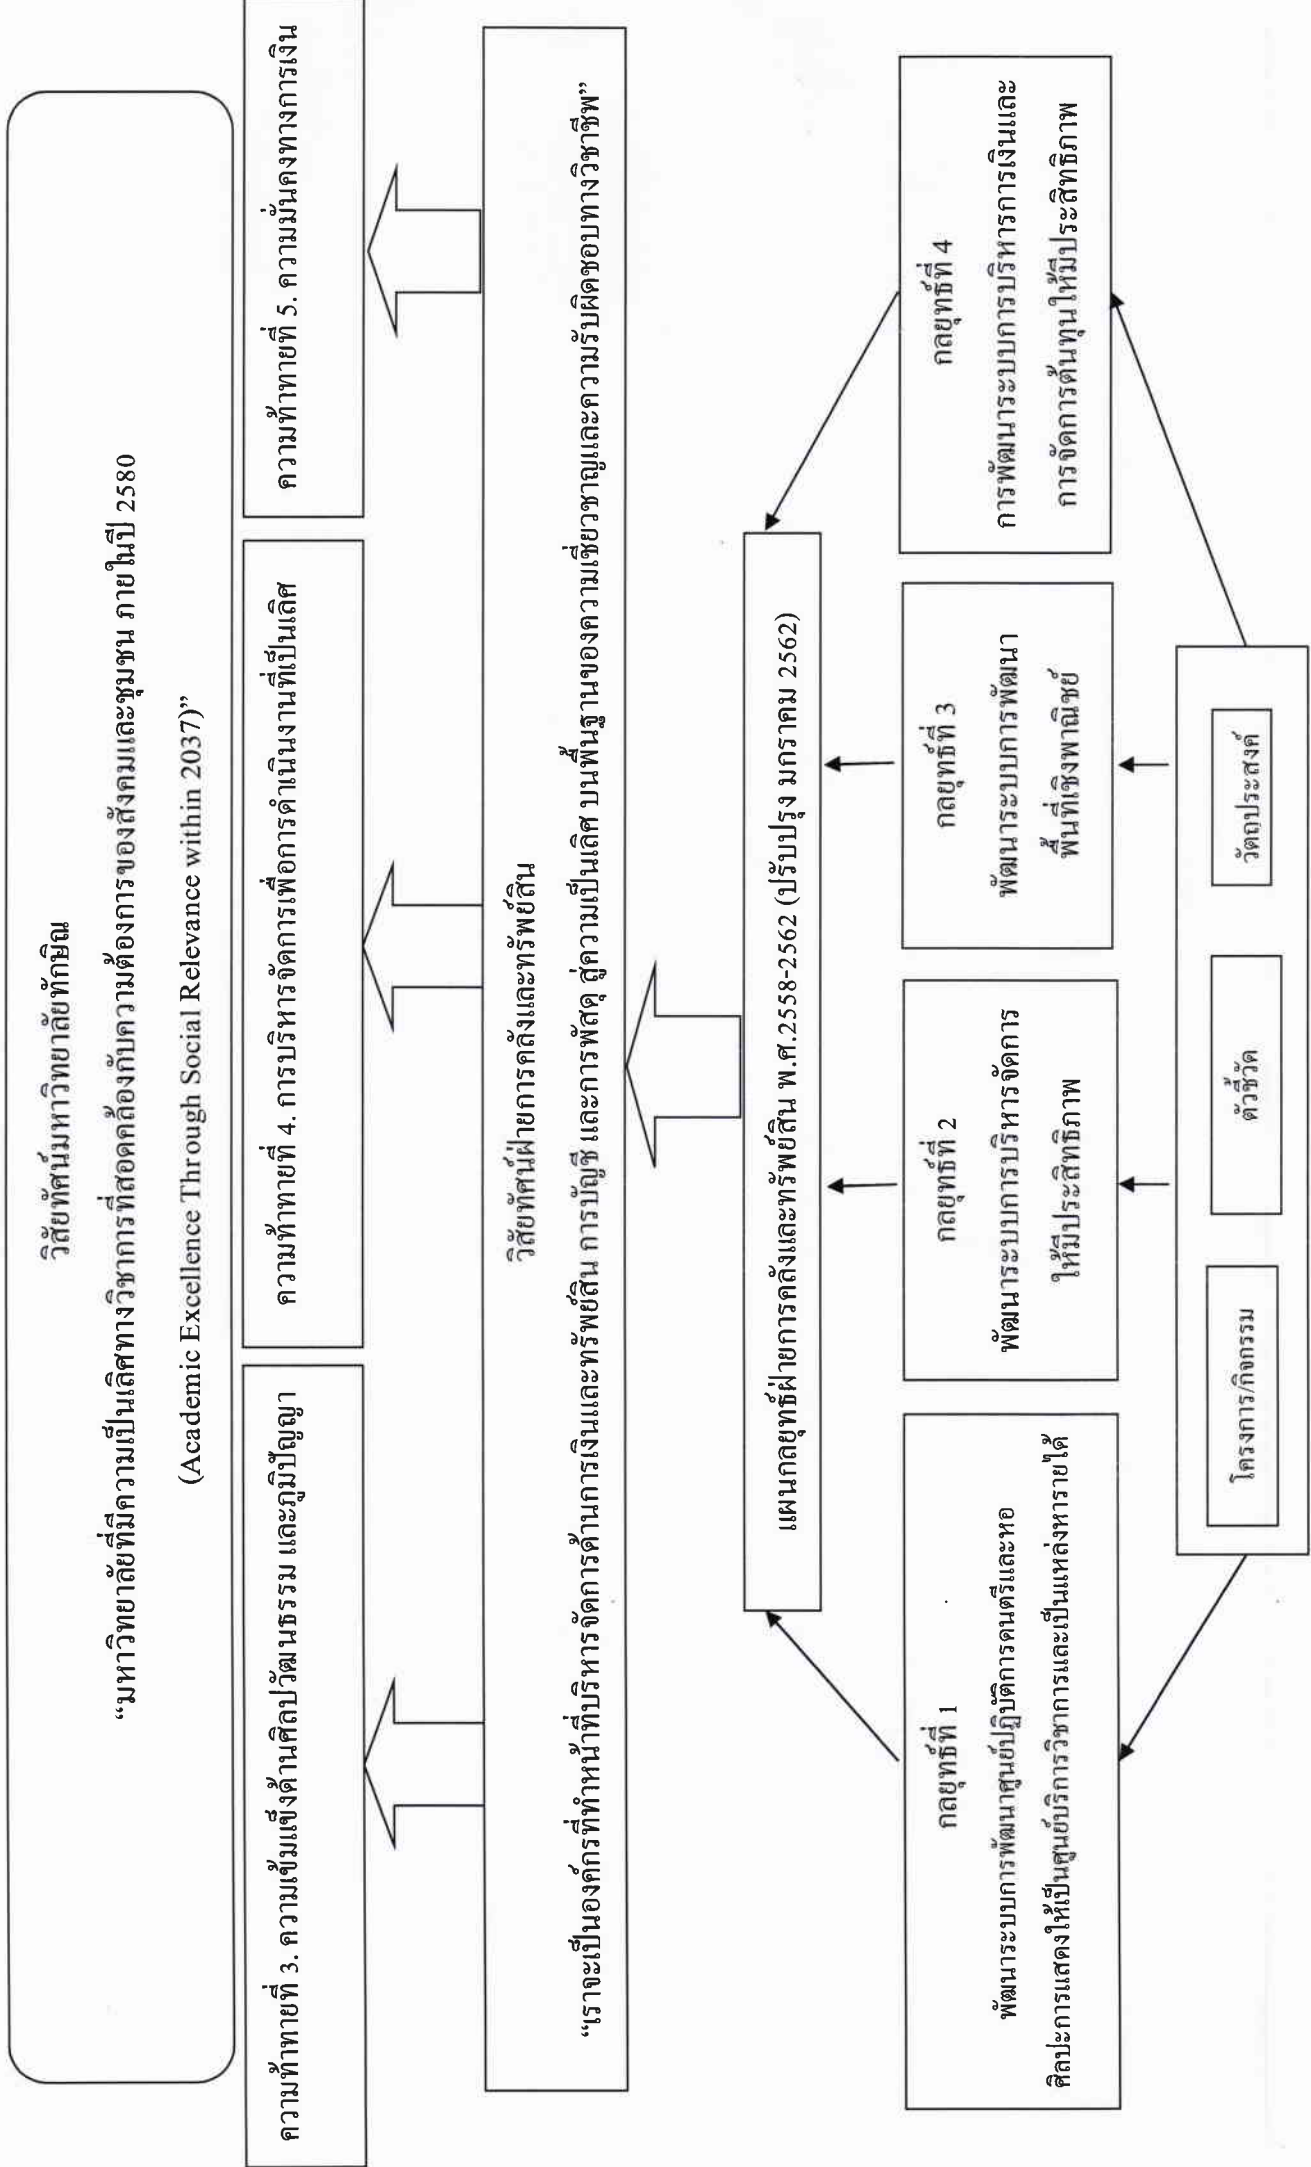 วิสัยทัศน์มหาวิทยาลัยทักษิณ
“มหาวิทยาลัยที่มีความเป็นเลิศทางวิชาการที่สอดคล้องกับความต้องการของสังคมและชุมชน ภายในปี 2580
(Academic Excellence Through Social Relevance within 2037)”
ความท้าทายที่ 3. ความเข้มแข็งด้านศิลปวัฒนธรรม และภูมิปัญญา
ความท้าทายที่ 4. การบริหารจัดการเพื่อการดำเนินงานที่เป็นเลิศ
ความท้าทายที่ 5. ความมั่นคงทางการเงิน
วิสัยทัศน์ฝ่ายการคลังและทรัพย์สิน
“เราจะเป็นองค์กรที่ทำหน้าที่บริหารจัดการด้านการเงินและทรัพย์สิน การบัญชี และการพัสดุ สู่ความเป็นเลิศ บนพื้นฐานของความเชี่ยวชาญและความรับผิดชอบทางวิชาชีพ”
แผนกลยุทธ์ฝ่ายการคลังและทรัพย์สิน พ.ศ.2558-2562 (ปรับปรุง มกราคม 2562)
กลยุทธ์ที่ 1
พัฒนาระบบการพัฒนาศูนย์ปฏิบัติการดนตรีและหอ
ศิลปะการแสดงให้เป็นศูนย์บริการวิชาการและเป็นแหล่งหารายได้
กลยุทธ์ที่ 2
พัฒนาระบบการบริหารจัดการ
ให้มีประสิทธิภาพ
กลยุทธ์ที่ 3
พัฒนาระบบการพัฒนา
พื้นที่เชิงพาณิชย์
กลยุทธ์ที่ 4
การพัฒนาระบบการบริหารการเงินและ
การจัดการต้นทุนให้มีประสิทธิภาพ
โครงการ/กิจกรรม
ตัวชี้วัด
วัตถุประสงค์